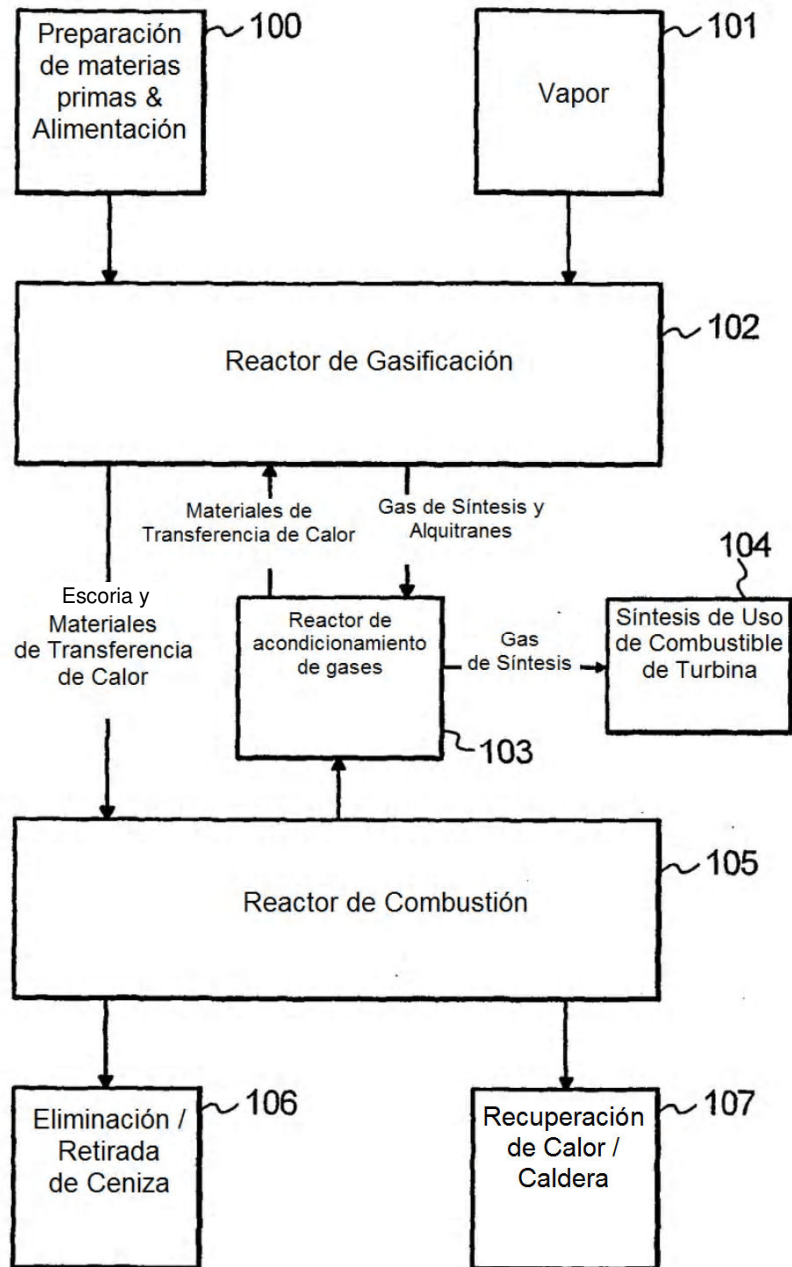 Preparación
de materias
primas &
Alimentación
100
Vapor
101
Reactor de Gasificación
102
Materiales de
Transferencia de Calor
Gas de Síntesis y
Alquitranes
Escoria y
Materiales
de Transferencia
de Calor
Reactor de
acondicionamiento
de gases
103
Gas
de Síntesis
104
Síntesis de Uso
de Combustible
de Turbina
Reactor de Combustión
105
Eliminación /
Retirada
de Ceniza
106
Recuperación
de Calor /
Caldera
107